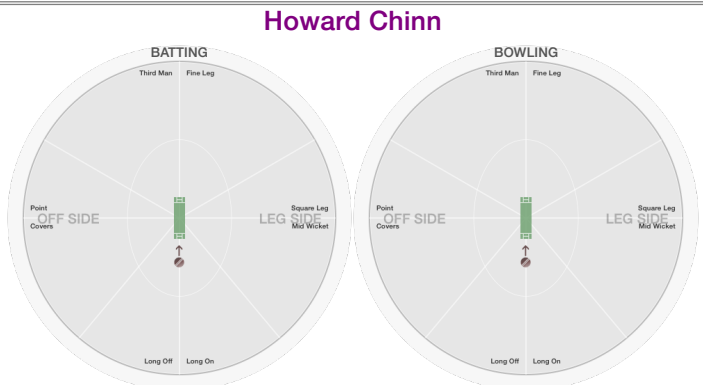 Howard Chinn
BATTING
Third Man Fine Leg
Point
OFF SIDE
Covers
Square Leg
LEG SIDE
Mid Wicket
Long Off Long On
BOWLING
Third Man Fine Leg
Point
OFF SIDE
Covers
Square Leg
LEG SIDE
Mid Wicket
Long Off Long On